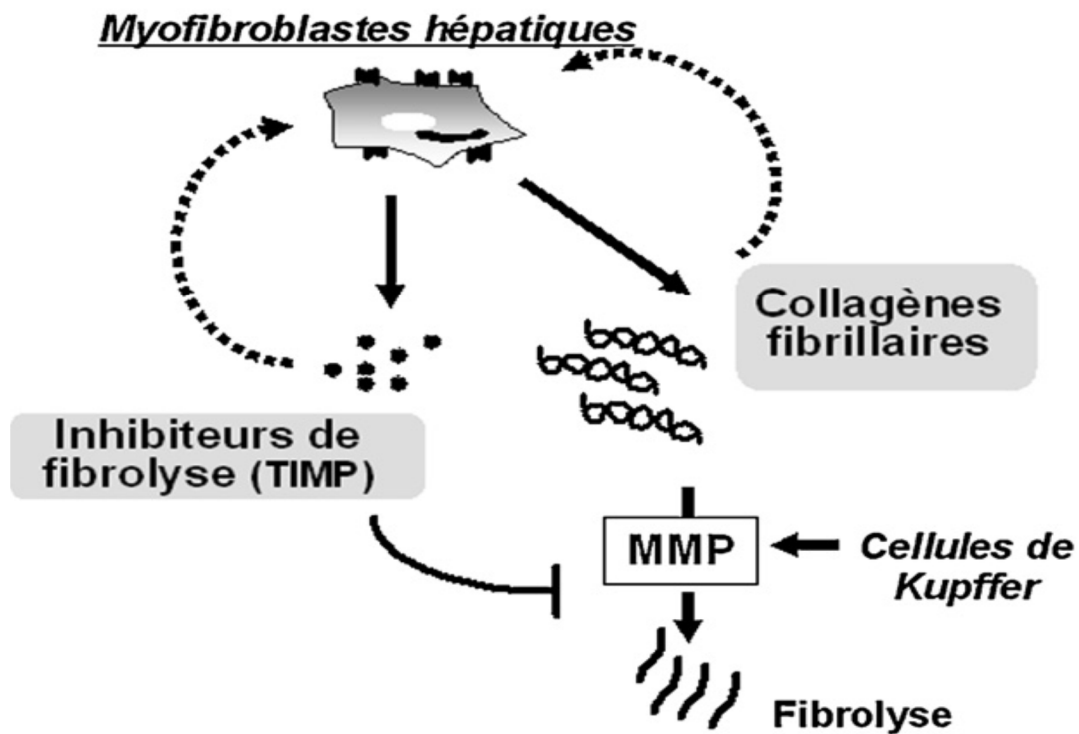 Myofibroblastes hépatiques
Collagènes
fibrillaires
Inhibiteurs de
fibrolyse (TIMP)
MMP
Cellules de
Kupffer
Fibrolyse